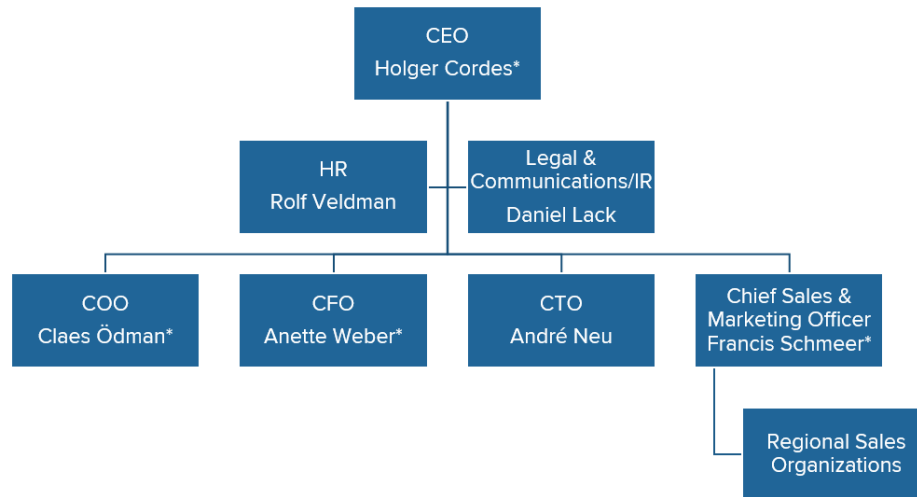 CEO
Holger Cordes*
HR
Rolf Veldman
Legal &
Communications/IR
Daniel Lack
COO
Claes Ödman*
CFO
Anette Weber*
CTO
André Neu
Chief Sales &
Marketing Officer
Francis Schmeer*
Regional Sales
Organizations